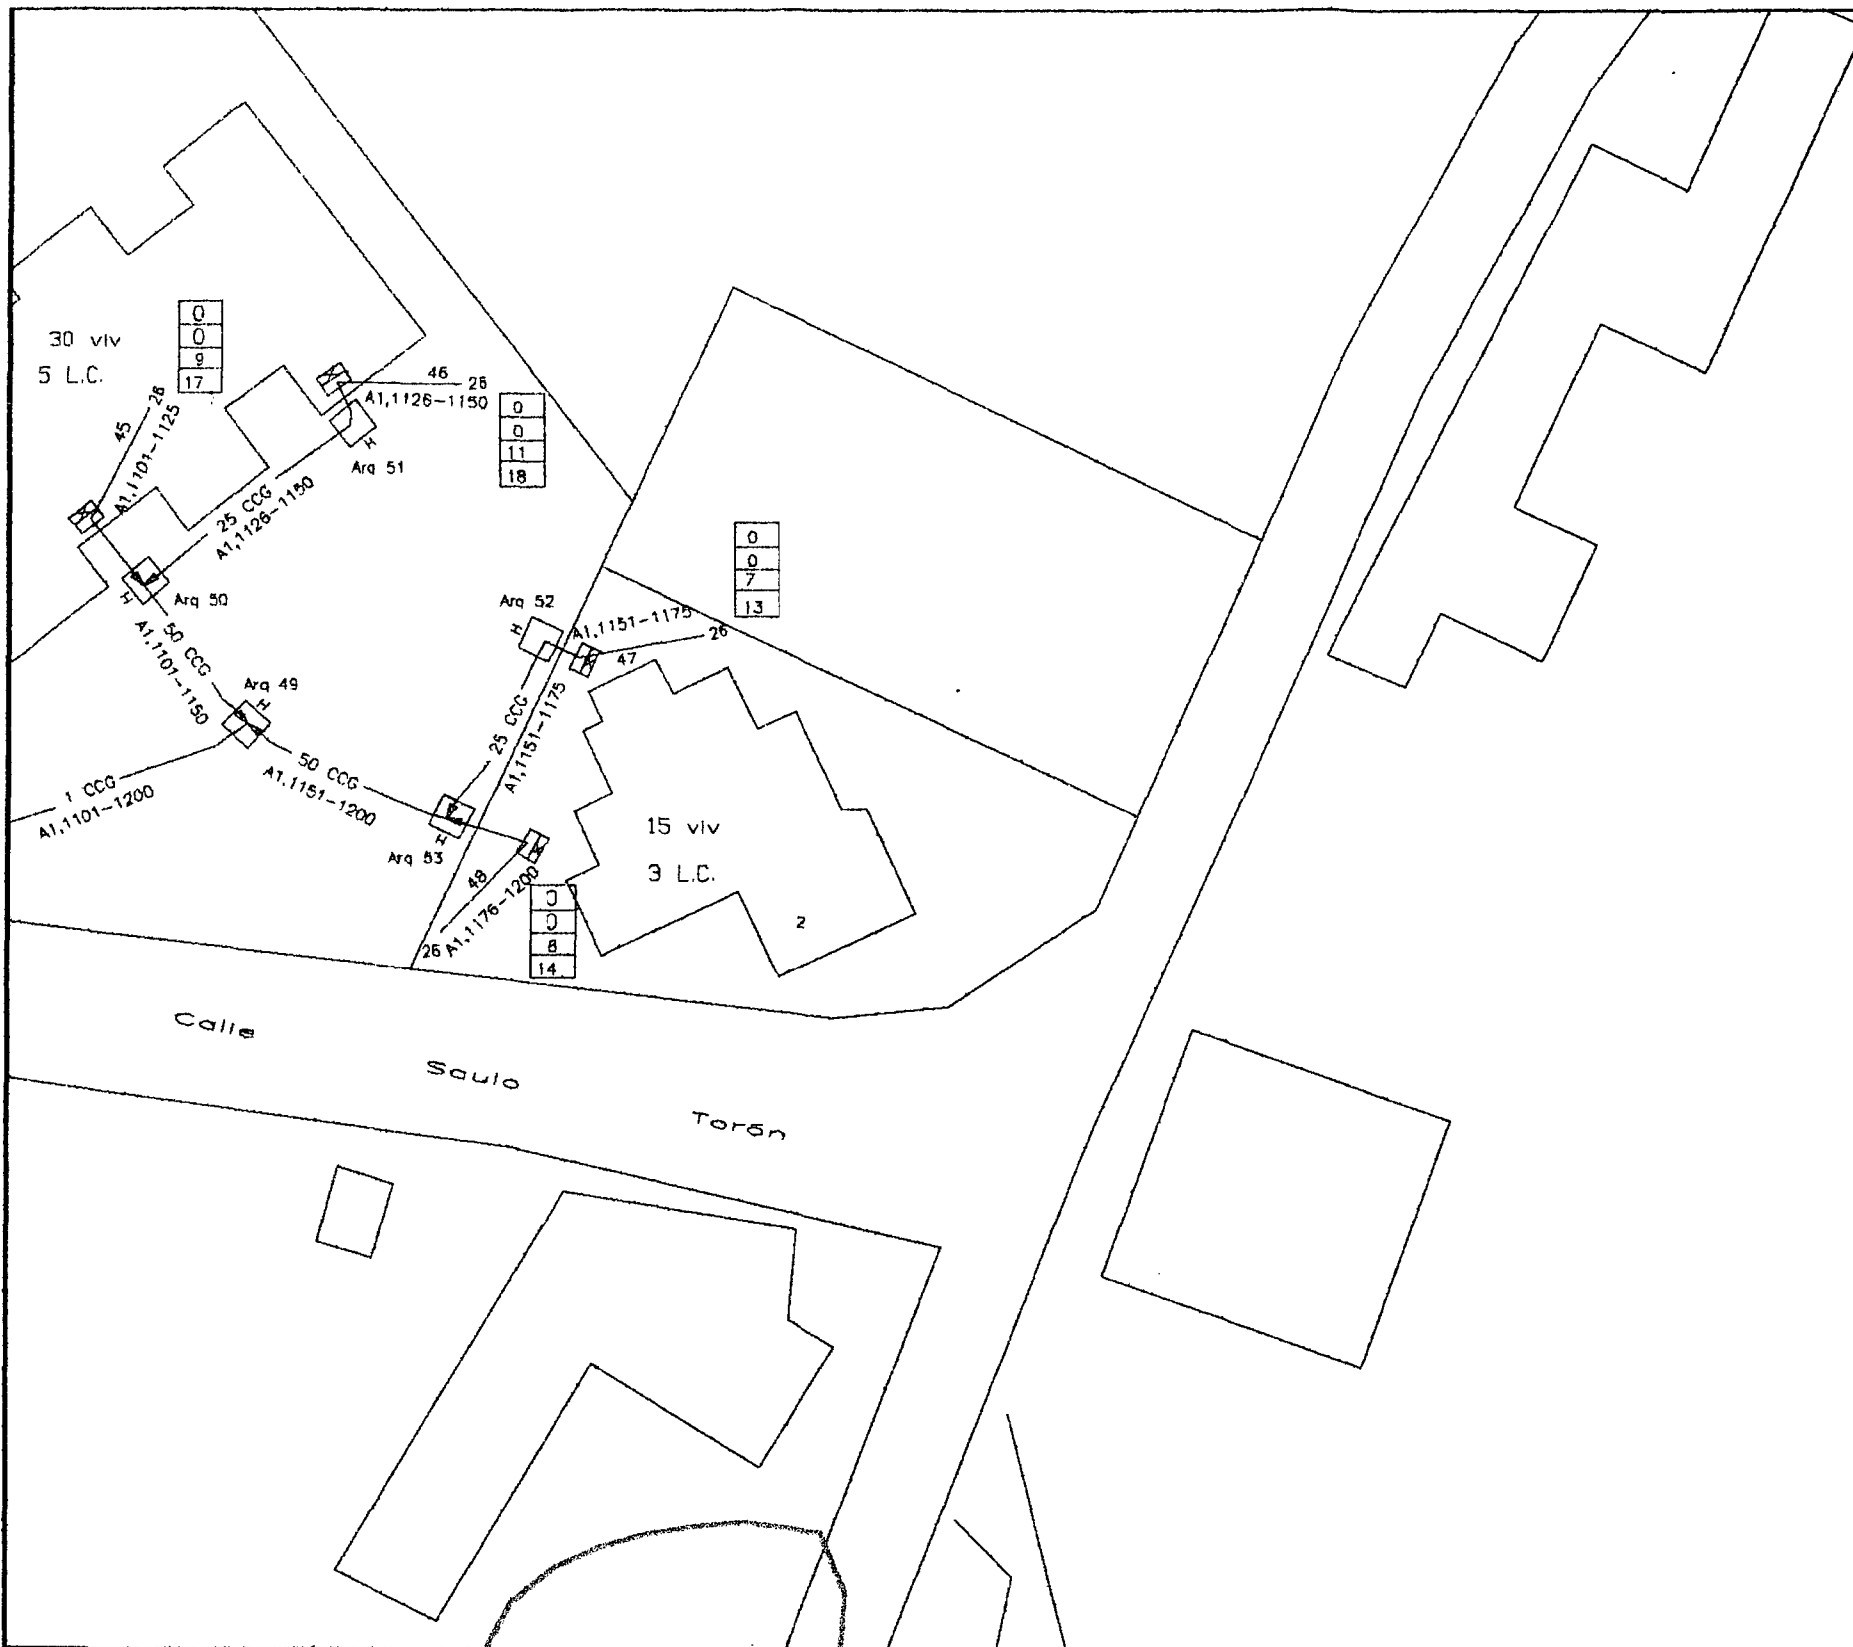 30 viv
5 L.C.
0
0
9
17
45
A1,1101-1125
46
A1,1126-1150
0
0
11
18
Arq 51
25 CCG
A1,1126-1150
Arq 50
50 CCG
A1,1101-1150
Arq 49
1 CCG
A1,1101-1200
50 CCG
A1,1151-1200
Arq 52
A1,1151-1175
47
26
0
0
7
13
25 CCG
A1,1151-1175
Arq 53
48
A1,1176-1200
0
0
14
15 viv
3 L.C.
2
Calle
Saulo
Torón
H
H
H
H
H